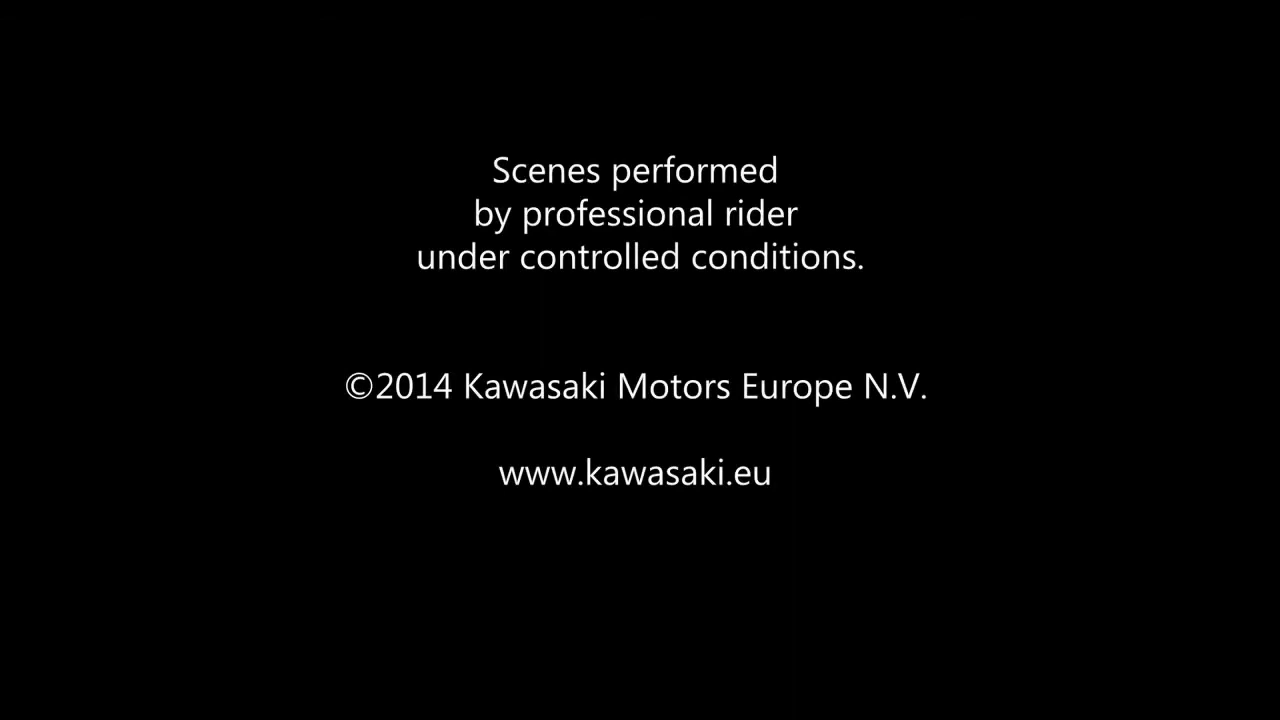 Scenes performed
by professional rider
under controlled conditions.
©2014 Kawasaki Motors Europe N.V.
www.kawasaki.eu